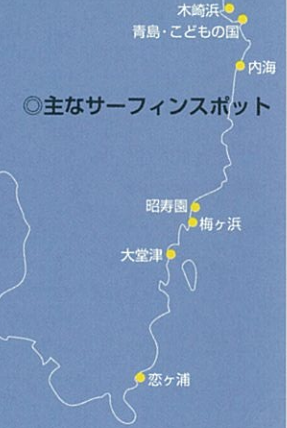 木崎浜
青島・こどもの国
内海
◎主なサーフィンスポット
昭寿園
梅ヶ浜
大堂津
恋ヶ浦